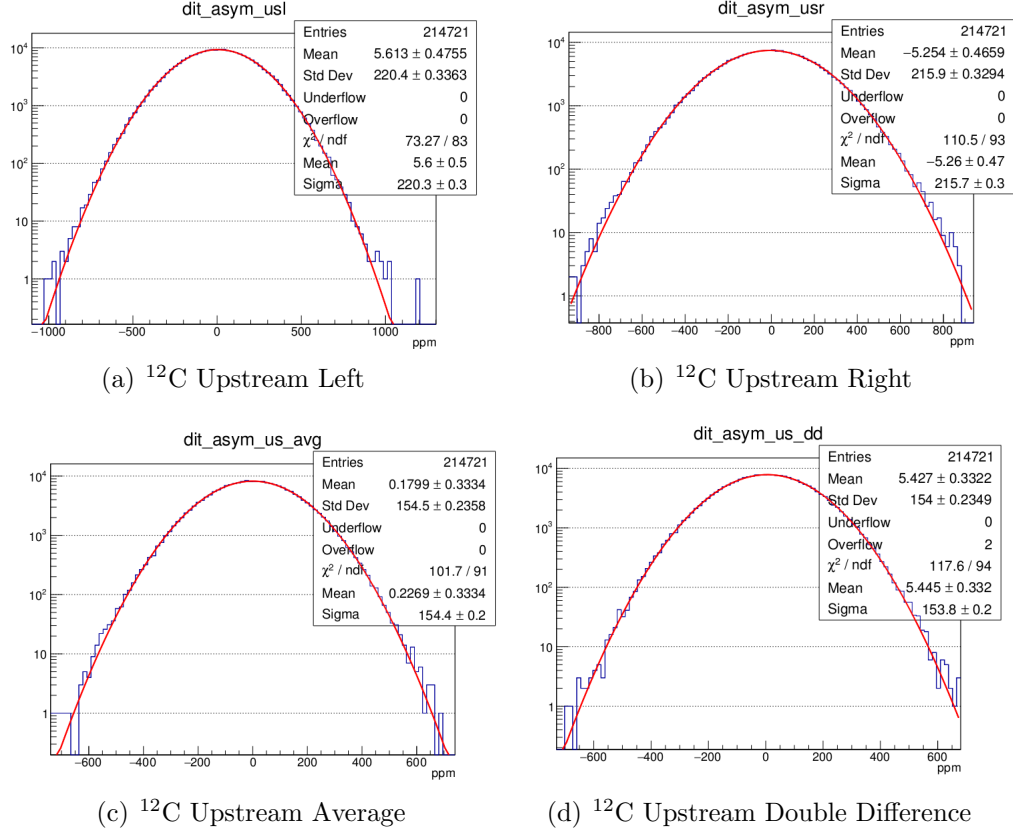 dit_asym_usl
Entries 214721
Mean 5.613 ± 0.4755
Std Dev 220.4 ± 0.3363
Underflow 0
Overflow 0
χ² / ndf 73.27 / 83
Mean 5.6 ± 0.5
Sigma 220.3 ± 0.3
10⁴
10³
10²
10
1
−1000 −500 0 500 1000
ppm
(a) ¹²C Upstream Left
dit_asym_usr
Entries 214721
Mean −5.254 ± 0.4659
Std Dev 215.9 ± 0.3294
Underflow 0
Overflow 0
χ² / ndf 110.5 / 93
Mean −5.26 ± 0.47
Sigma 215.7 ± 0.3
10⁴
10³
10²
10
1
−800 −600 −400 −200 0 200 400 600 800
ppm
(b) ¹²C Upstream Right
dit_asym_us_avg
Entries 214721
Mean 0.1799 ± 0.3334
Std Dev 154.5 ± 0.2358
Underflow 0
Overflow 0
χ² / ndf 101.7 / 91
Mean 0.2269 ± 0.3334
Sigma 154.4 ± 0.2
10⁴
10³
10²
10
1
−600 −400 −200 0 200 400 600
ppm
(c) ¹²C Upstream Average
dit_asym_us_dd
Entries 214721
Mean 5.427 ± 0.3322
Std Dev 154 ± 0.2349
Underflow 0
Overflow 2
χ² / ndf 117.6 / 94
Mean 5.445 ± 0.332
Sigma 153.8 ± 0.2
10⁴
10³
10²
10
1
−600 −400 −200 0 200 400 600
ppm
(d) ¹²C Upstream Double Difference